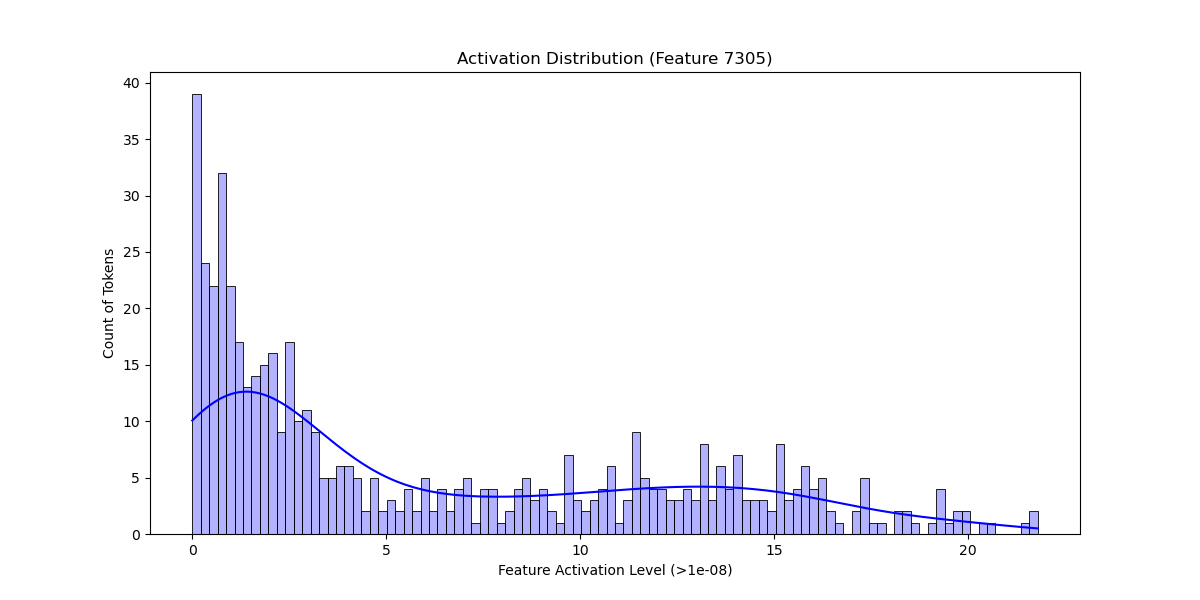 Activation Distribution (Feature 7305)
40
35
30
25
20
15
10
5
0
Count of Tokens
0 5 10 15 20
Feature Activation Level (>1e-08)